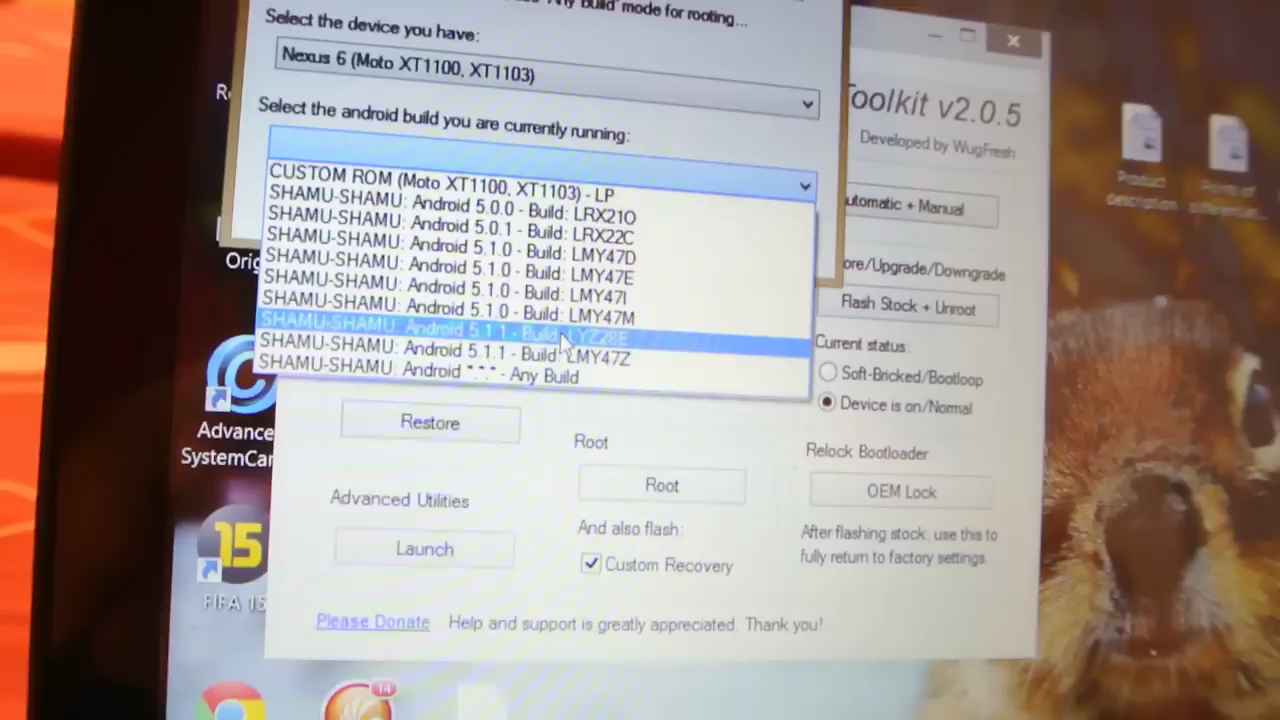 Any Build' mode for rooting...
Select the device you have:
Nexus 6 (Moto XT1100, XT1103)
Select the android build you are currently running:
CUSTOM ROM (Moto XT1100, XT1103) - LP
SHAMU-SHAMU: Android 5.0.0 - Build: LRX21O
SHAMU-SHAMU: Android 5.0.1 - Build: LRX22C
SHAMU-SHAMU: Android 5.1.0 - Build: LMY47D
SHAMU-SHAMU: Android 5.1.0 - Build: LMY47E
SHAMU-SHAMU: Android 5.1.0 - Build: LMY47I
SHAMU-SHAMU: Android 5.1.0 - Build: LMY47M
SHAMU-SHAMU: Android 5.1.1 - Build: LYZ28E
SHAMU-SHAMU: Android 5.1.1 - Build: LMY47Z
SHAMU-SHAMU: Android *.*.* - Any Build
Toolkit v2.0.5
Developed by WugFresh
utomatic + Manual
ore/Upgrade/Downgrade
Flash Stock + Unroot
Current status:
Soft-Bricked/Bootloop
Device is on/Normal
Restore
Root
Relock Bootloader
Root
OEM Lock
Advanced Utilities
And also flash:
After flashing stock, use this to
fully return to factory settings.
Launch
Custom Recovery
Please Donate
Help and support is greatly appreciated. Thank you!
Product
description
Orig
Advance
SystemCar
15
FIFA 15
14